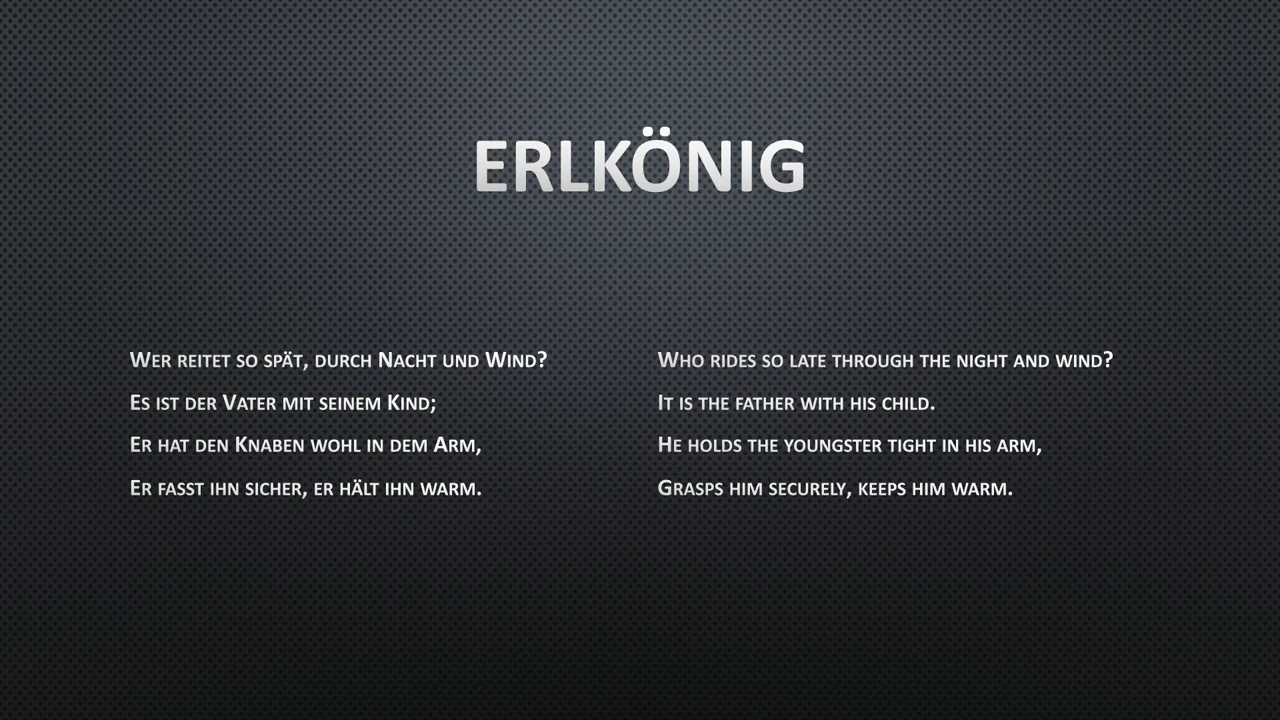 ERLKÖNIG
Wer reitet so spät, durch Nacht und Wind?
Es ist der Vater mit seinem Kind;
Er hat den Knaben wohl in dem Arm,
Er fasst ihn sicher, er hält ihn warm.
Who rides so late through the night and wind?
It is the father with his child.
He holds the youngster tight in his arm,
Grasps him securely, keeps him warm.